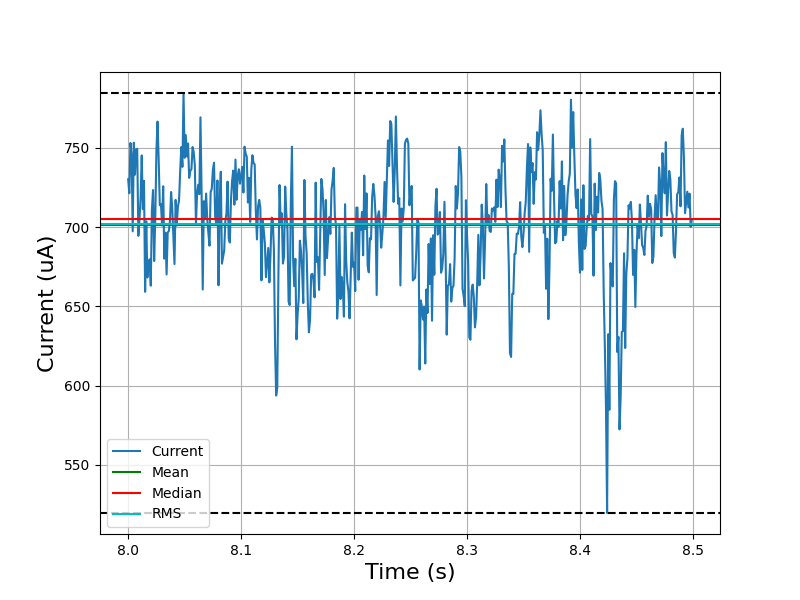 Current (uA)
750
700
650
600
550
Current
Mean
Median
RMS
8.0 8.1 8.2 8.3 8.4 8.5
Time (s)